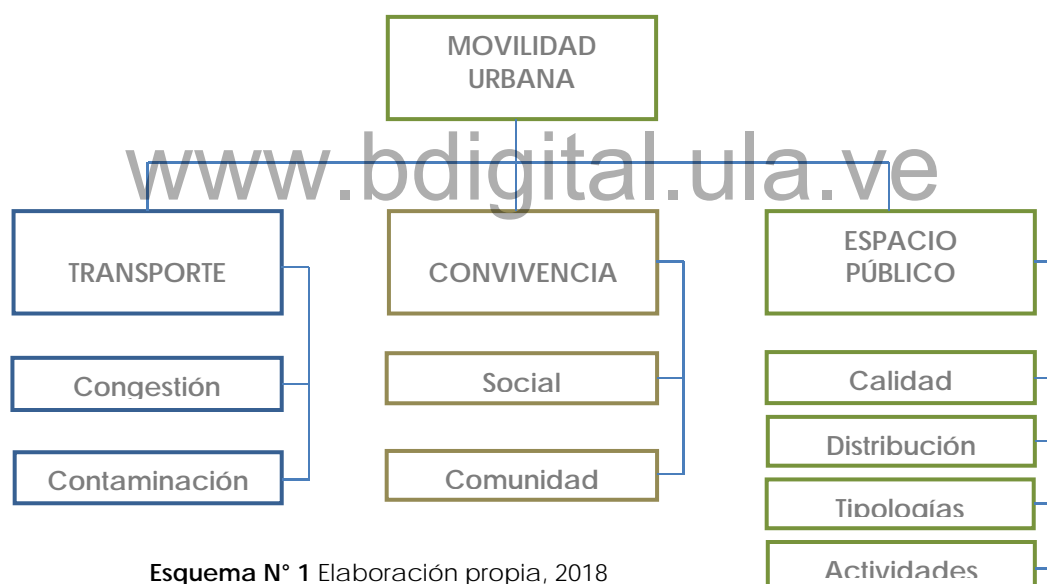 MOVILIDAD
URBANA
www.bdigital.ula.ve
TRANSPORTE
CONVIVENCIA
ESPACIO
PÚBLICO
Congestión
Social
Calidad
Distribución
Contaminación
Comunidad
Tipologías
Actividades
Esquema N° 1 Elaboración propia, 2018